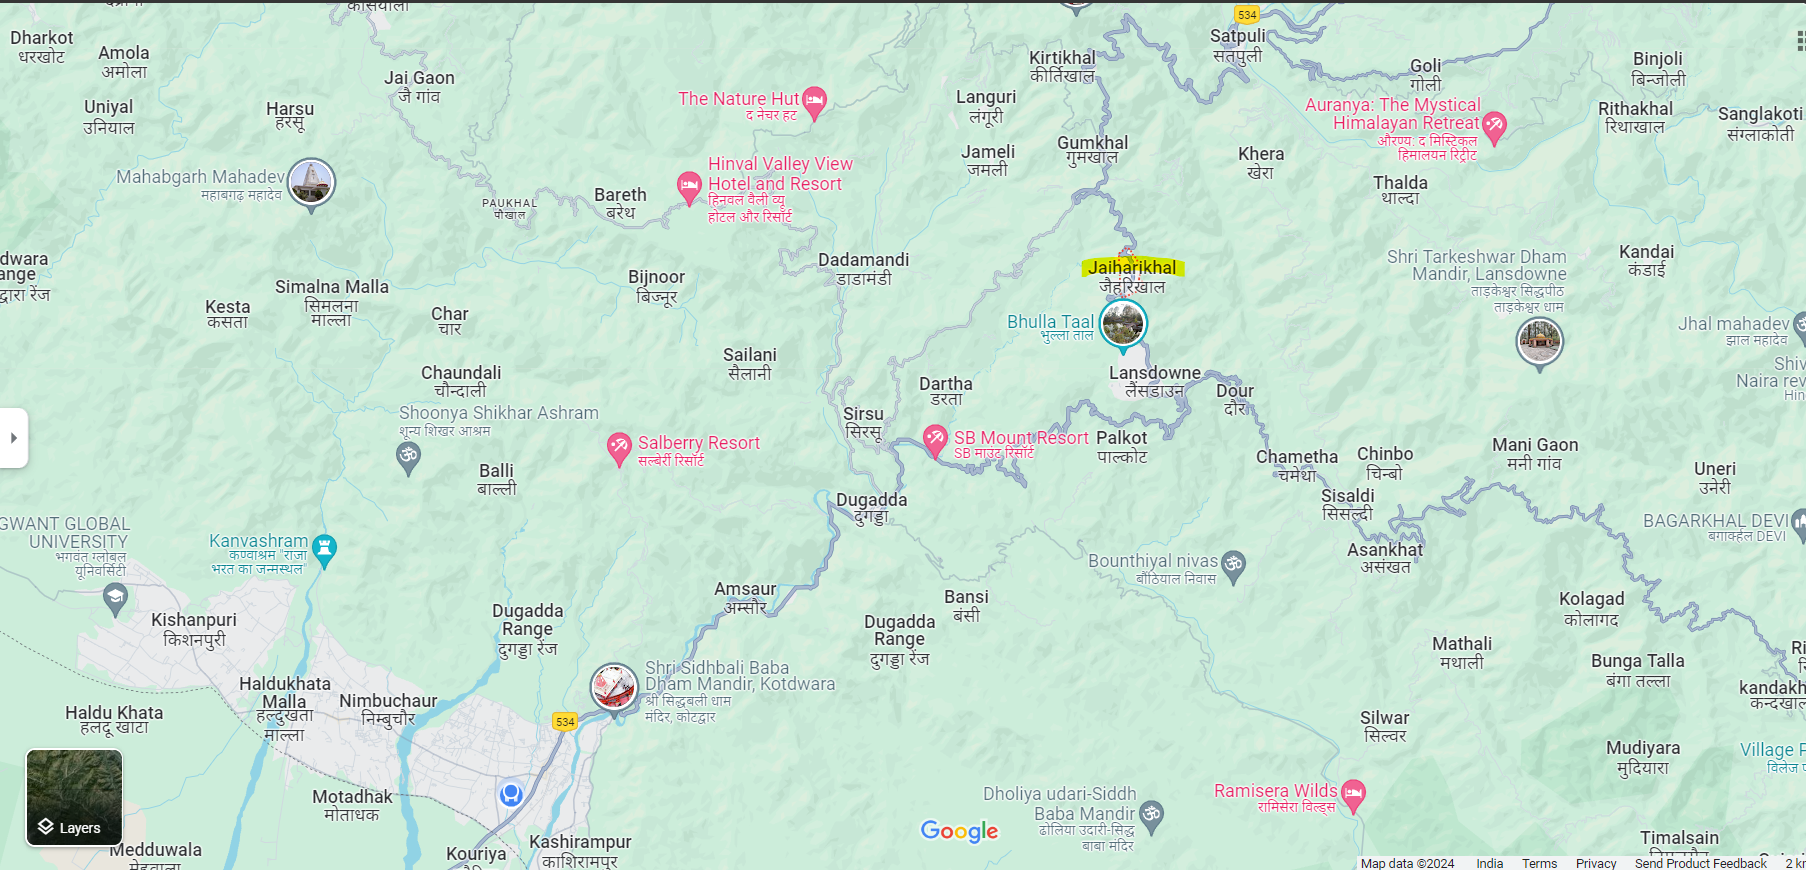 कांसियाली
534
Dharkot
धरखोट
Amola
अमोला
Jai Gaon
जै गांव
Kirtikhal
कीर्तिखाल
Satpuli
सतपुली
Goli
गोली
Binjoli
बिन्जोली
Uniyal
उनियाल
Harsu
हरसू
The Nature Hut
द नेचर हट
Languri
लंगूरी
Auranya: The Mystical
Himalayan Retreat
औरण्य: द मिस्टिकल
हिमालयन रिट्रीट
Rithakhal
रिथाखाल
Sanglakoti
संग्लाकोती
Gumkhal
गुमखाल
Jameli
जमली
Khera
खेरा
Thalda
थाल्दा
Mahabgarh Mahadev
महाबगढ़ महादेव
Hinval Valley View
Hotel and Resort
हिनवल वैली व्यू
होटल और रिसॉर्ट
Bareth
बरेथ
PAUKHAL
पोखाल
dwara
ange
द्वारा रेंज
Simalna Malla
सिमलना
माल्ला
Kesta
कसता
Char
चार
Bijnoor
बिज्नूर
Dadamandi
डाडामंडी
Jaiharikhal
जैहरिखाल
Bhulla Taal
भुल्ला ताल
Shri Tarkeshwar Dham
Mandir, Lansdowne
ताड़केश्वर सिद्धपीठ
ताड़केश्वर धाम
Kandai
कंडाई
Jhal mahadev
झाल महादेव
Shiv
Naira rev
Hin
Sailani
सैलानी
Chaundali
चौन्दाली
Dartha
डरता
Lansdowne
लैंसडाउन
Dour
दौर
Shoonya Shikhar Ashram
शून्य शिखर आश्रम
Sirsu
सिरसू
Salberry Resort
सल्बेरी रिसॉर्ट
SB Mount Resort
SB माउंट रिसॉर्ट
Palkot
पाल्कोट
Chametha
चमेथा
Chinbo
चिन्बो
Mani Gaon
मनी गांव
Balli
बाल्ली
Uneri
उनेरी
Dugadda
दुगड्डा
Sisaldi
सिसल्दी
GWANT GLOBAL
UNIVERSITY
भगवंत ग्लोबल
यूनिवर्सिटी
Kanvashram
कण्वाश्रम "राजा
भरत का जन्मस्थल"
BAGARKHAL DEVI
बगार्क्हल DEVI
Asankhat
असंखत
Bounthiyal nivas
बौंठियाल निवास
Amsaur
अम्सौर
Bansi
बंसी
Kishanpuri
किशनपुरी
Dugadda
Range
दुगड्डा रेंज
Dugadda
Range
दुगड्डा रेंज
Kolagad
कोलागद
Mathali
मथाली
Bunga Talla
बंगा तल्ला
Ri
Shri Sidhbali Baba
Dham Mandir, Kotdwara
श्री सिद्धबली धाम
मंदिर, कोटद्वार
Haldukhata
Malla
हल्दुखता
माल्ला
Nimbuchaur
निम्बुचौर
Haldu Khata
हलदू खाटा
534
kandakh
कन्दखाल
Silwar
सिल्वर
Mudiyara
मुदियारा
Village F
विलेज
Motadhak
मोताधक
Dholiya udari-Siddh
Baba Mandir
ढोलिया उदारी-सिद्ध
बाबा मंदिर
Ramisera Wilds
रामिसेरा विल्ड्स
Layers
Google
Medduwala
Kouriya
Kashirampur
काशिरामपुर
Timalsain
Map data ©2024 India Terms Privacy Send Product Feedback 2 km